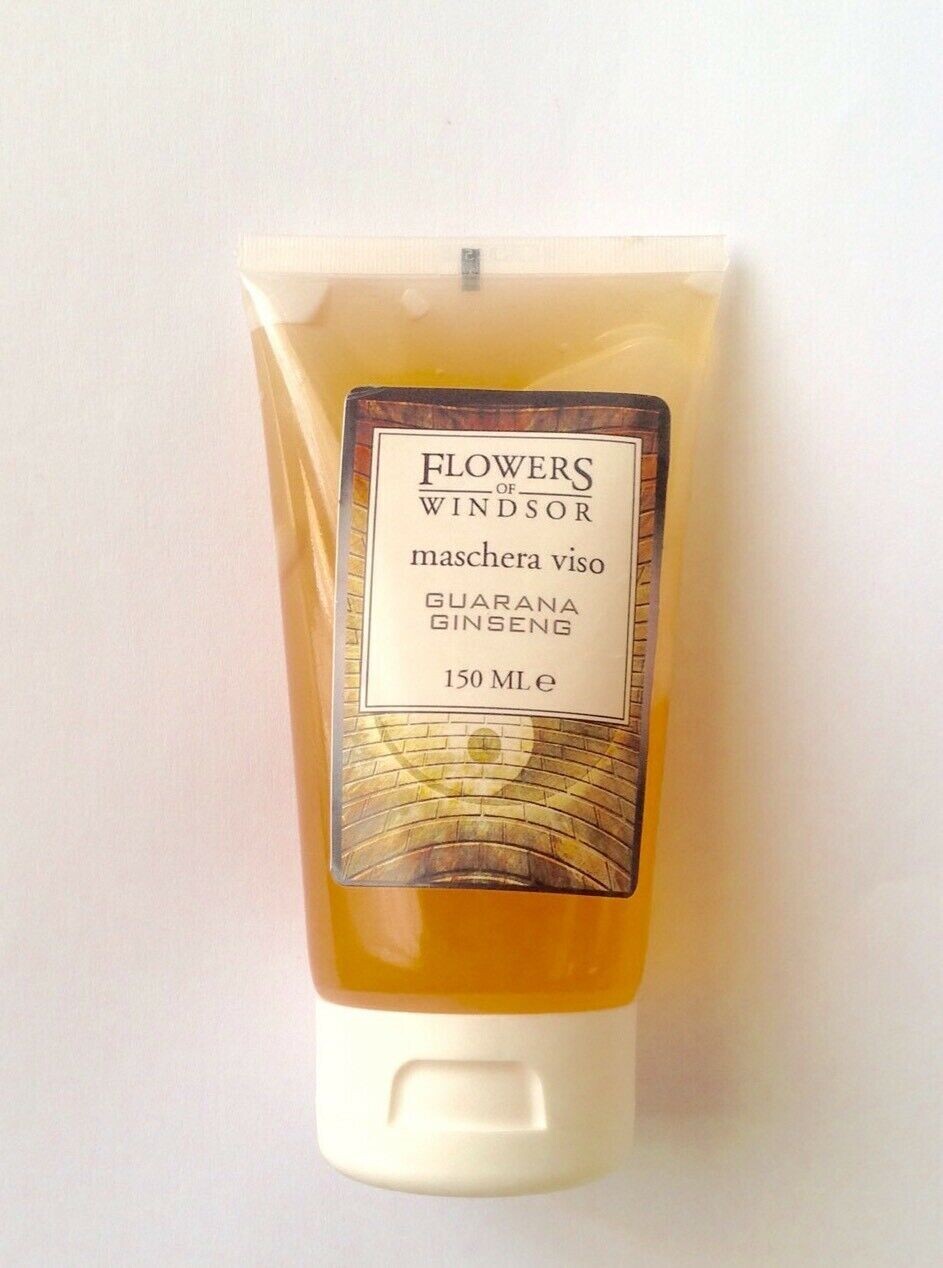 FLOWERS
OF
WINDSOR
maschera viso
GUARANA
GINSENG
150 ML ℮